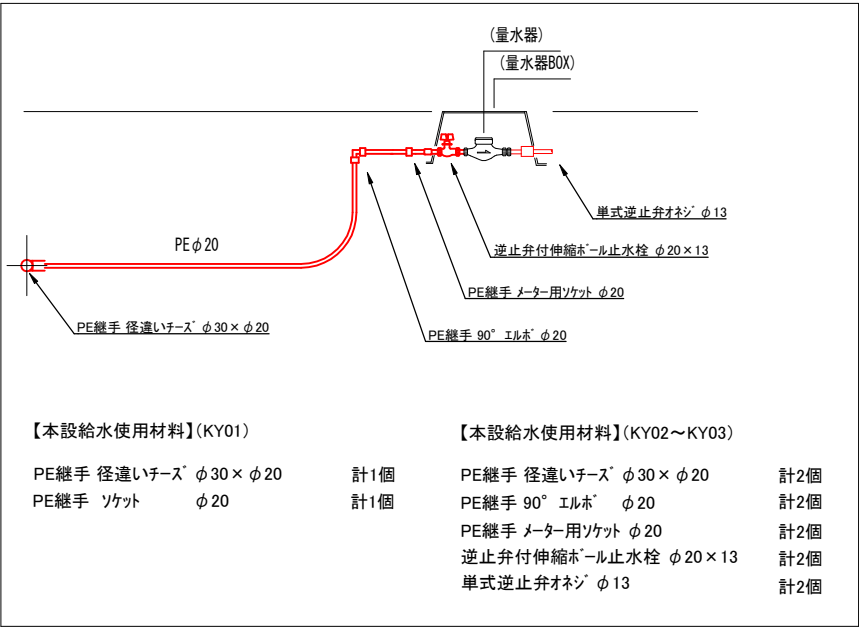 (量水器)
(量水器BOX)
単式逆止弁オネジ φ13
PEφ20
逆止弁付伸縮ボール止水栓 φ20×13
PE継手 メーター用ソケット φ20
PE継手 径違いチーズ φ30×φ20
PE継手 90° エルボ φ20
【本設給水使用材料】(KY01)
PE継手 径違いチーズ φ30×φ20 計1個
PE継手 ソケット φ20 計1個
【本設給水使用材料】(KY02~KY03)
PE継手 径違いチーズ φ30×φ20 計2個
PE継手 90° エルボ φ20 計2個
PE継手 メーター用ソケット φ20 計2個
逆止弁付伸縮ボール止水栓 φ20×13 計2個
単式逆止弁オネジ φ13 計2個